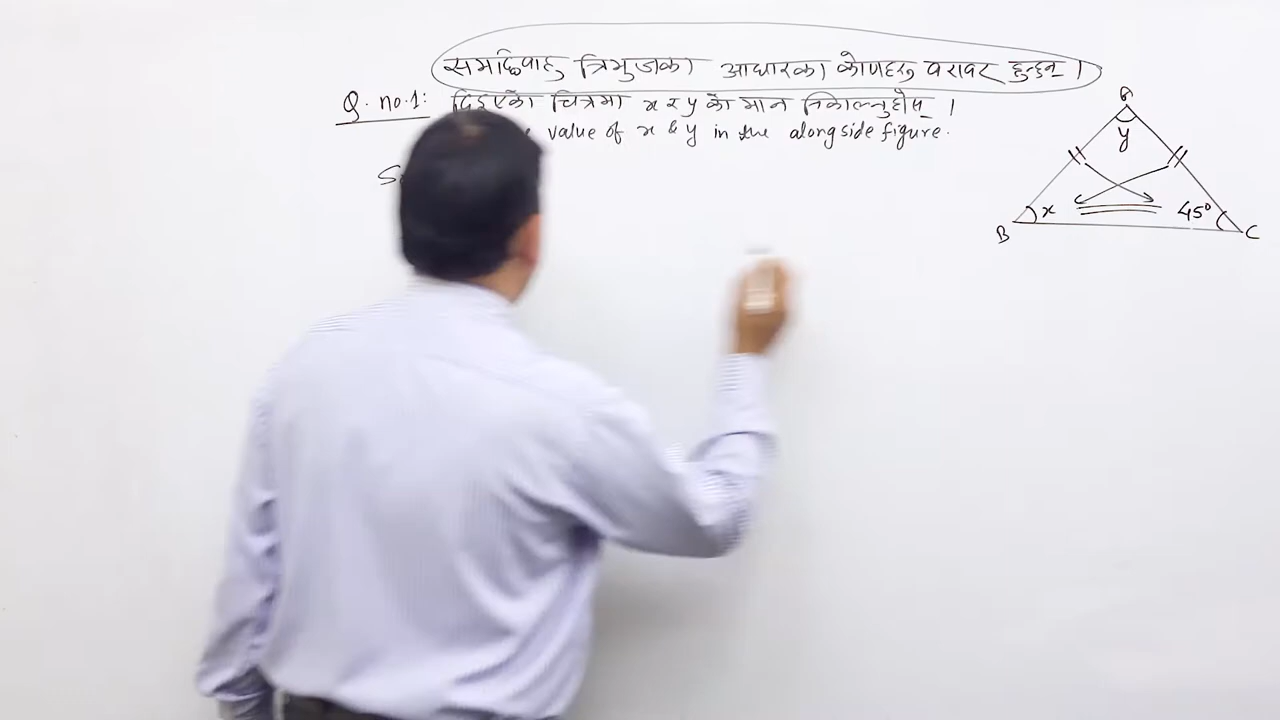 समद्विबाहु त्रिभुजका आधारका कोणहरु बराबर हुन्छन् ।
Q. no.1: दिइएको चित्रमा x र y को मान निकाल्नुहोस् ।
value of x & y in the alongside figure.
A
y
x
45°
B
C